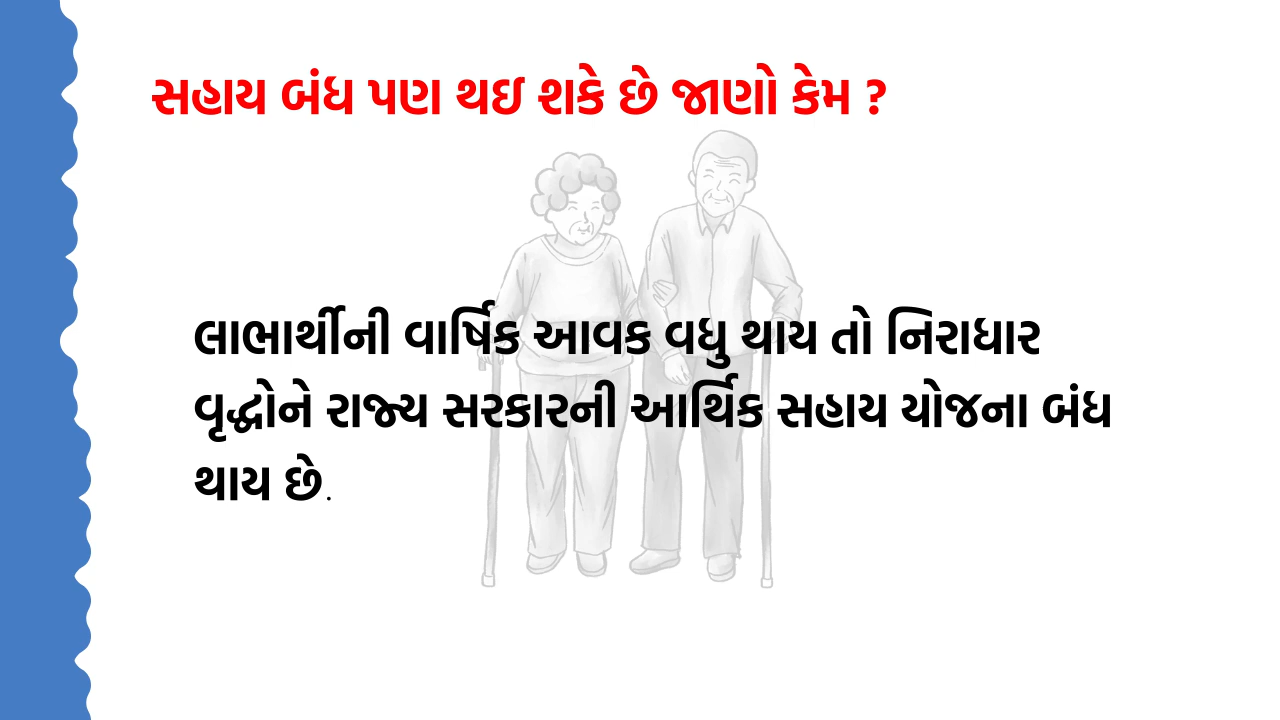 સહાય બંધ પણ થઇ શકે છે જાણો કેમ ?
લાભાર્થીની વાર્ષિક આવક વધુ થાય તો નિરાધાર
વૃદ્ધોને રાજ્ય સરકારની આર્થિક સહાય યોજના બંધ
થાય છે.